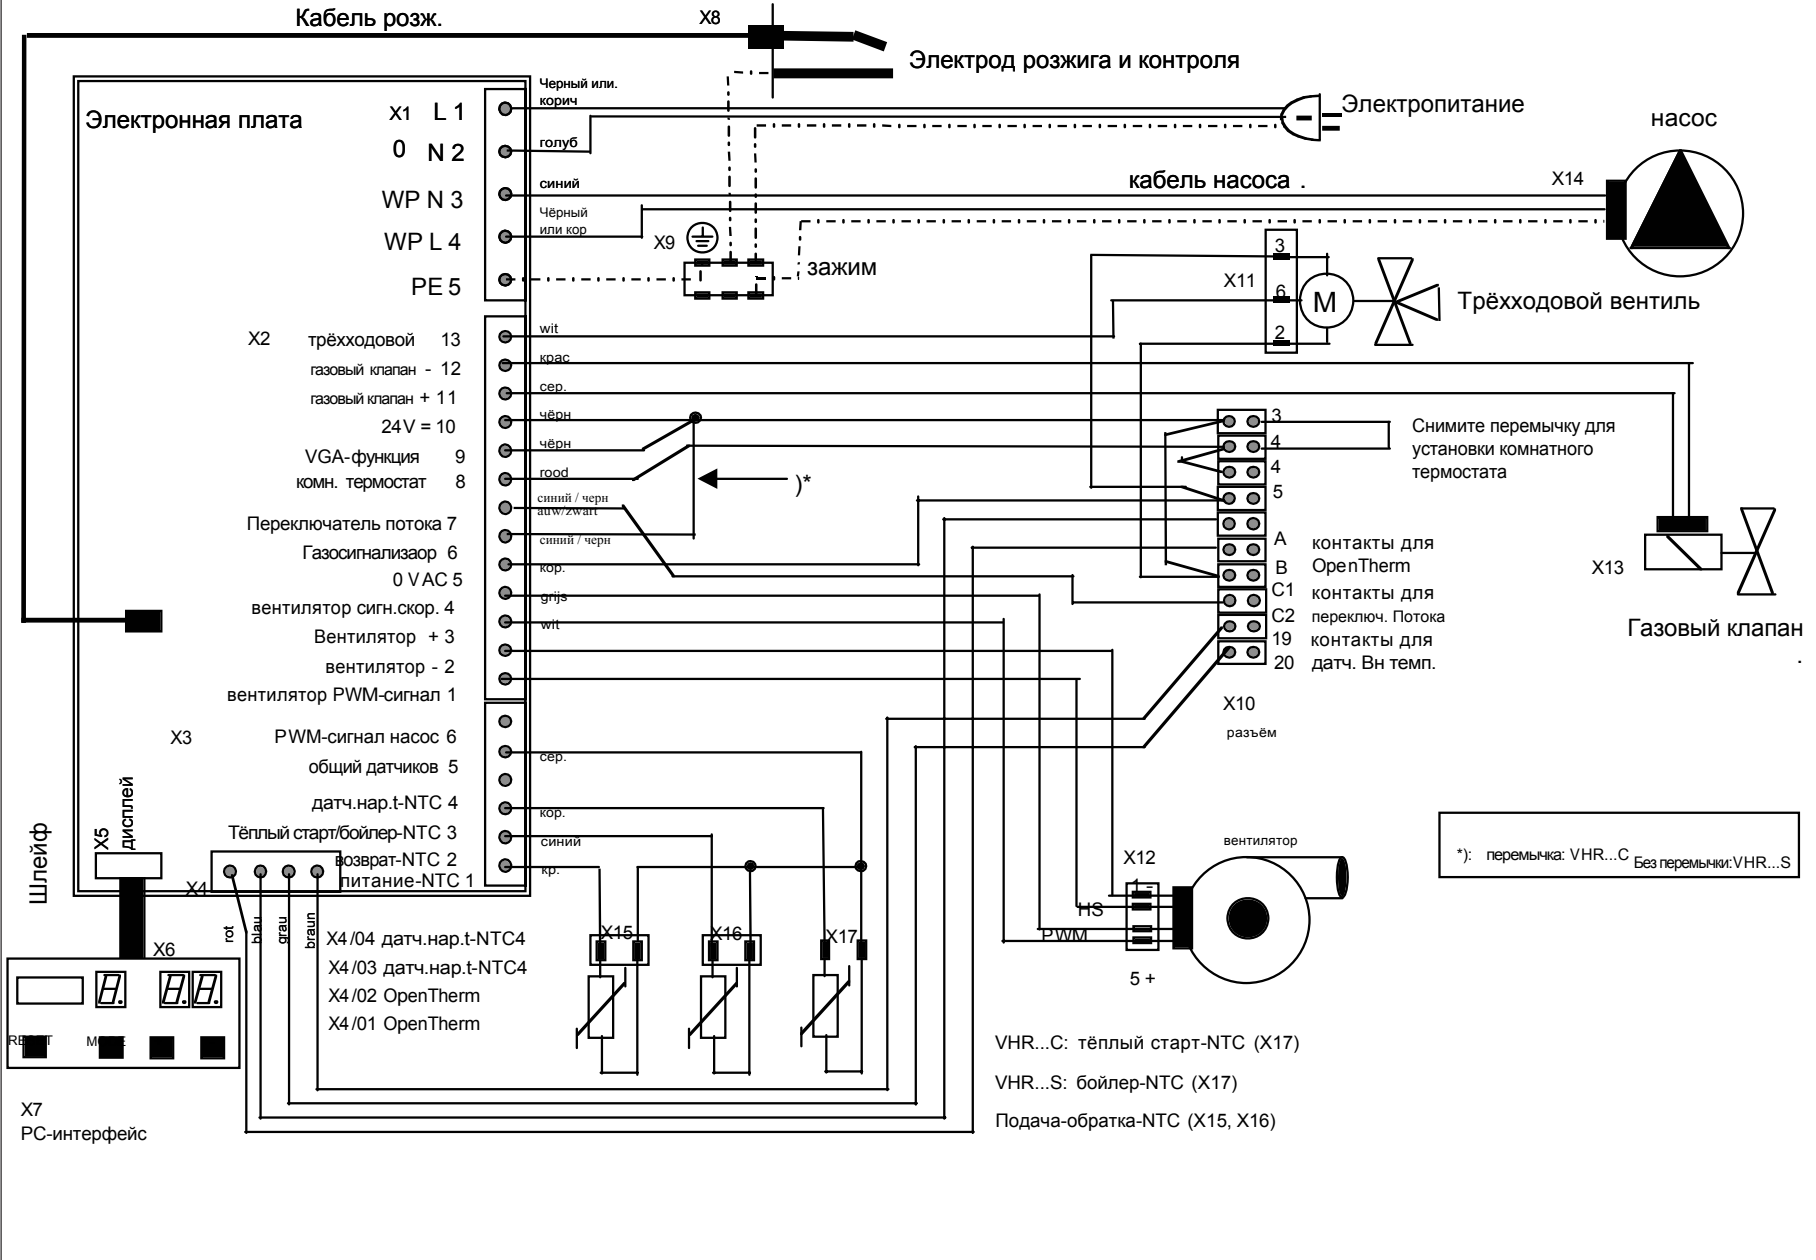 Кабель розж.
X8
Электрод розжига и контроля
Электронная плата
X1 L 1
0 N 2
WP N 3
WP L 4
PE 5
Черный или.
корич
голуб
синий
Чёрный
или кор
Электропитание
насос
кабель насоса .
X14
X9
зажим
X11
3
6
2
M
Трёхходовой вентиль
X2 трёхходовой 13
газовый клапан - 12
газовый клапан + 11
24V = 10
VGA-функция 9
комн. термостат 8
Переключатель потока 7
Газосигнализаор 6
0 V AC 5
вентилятор сигн.скор. 4
Вентилятор + 3
вентилятор - 2
вентилятор PWM-сигнал 1
wit
крас
сер.
чёрн
чёрн
rood
синий / черн
auw/zwart
синий / черн
кор.
grijs
wit
)*
3
4
4
5
A
B
C1
C2
19
20
Снимите перемычку для
установки комнатного
термостата
контакты для
OpenTherm
контакты для
переключ. Потока
контакты для
датч. Вн темп.
X10
разъём
X13
Газовый клапан
.
X3
PWM-сигнал насос 6
общий датчиков 5
датч.нар.t-NTC 4
Тёплый старт/бойлер-NTC 3
возврат-NTC 2
питание-NTC 1
сер.
кор.
синий
кр.
Шлейф
X5
дисплей
X4
rot
blau
grau
braun
X6
RESET
MODE
8. 8.8.
X4/04 датч.нар.t-NTC4
X4/03 датч.нар.t-NTC4
X4/02 OpenTherm
X4/01 OpenTherm
X7
PC-интерфейс
X15
X16
X17
X12
вентилятор
1 -
HS
PWM
5 +
*): перемычка: VHR...C Без перемычки:VHR...S
VHR...C: тёплый старт-NTC (X17)
VHR...S: бойлер-NTC (X17)
Подача-обратка-NTC (X15, X16)